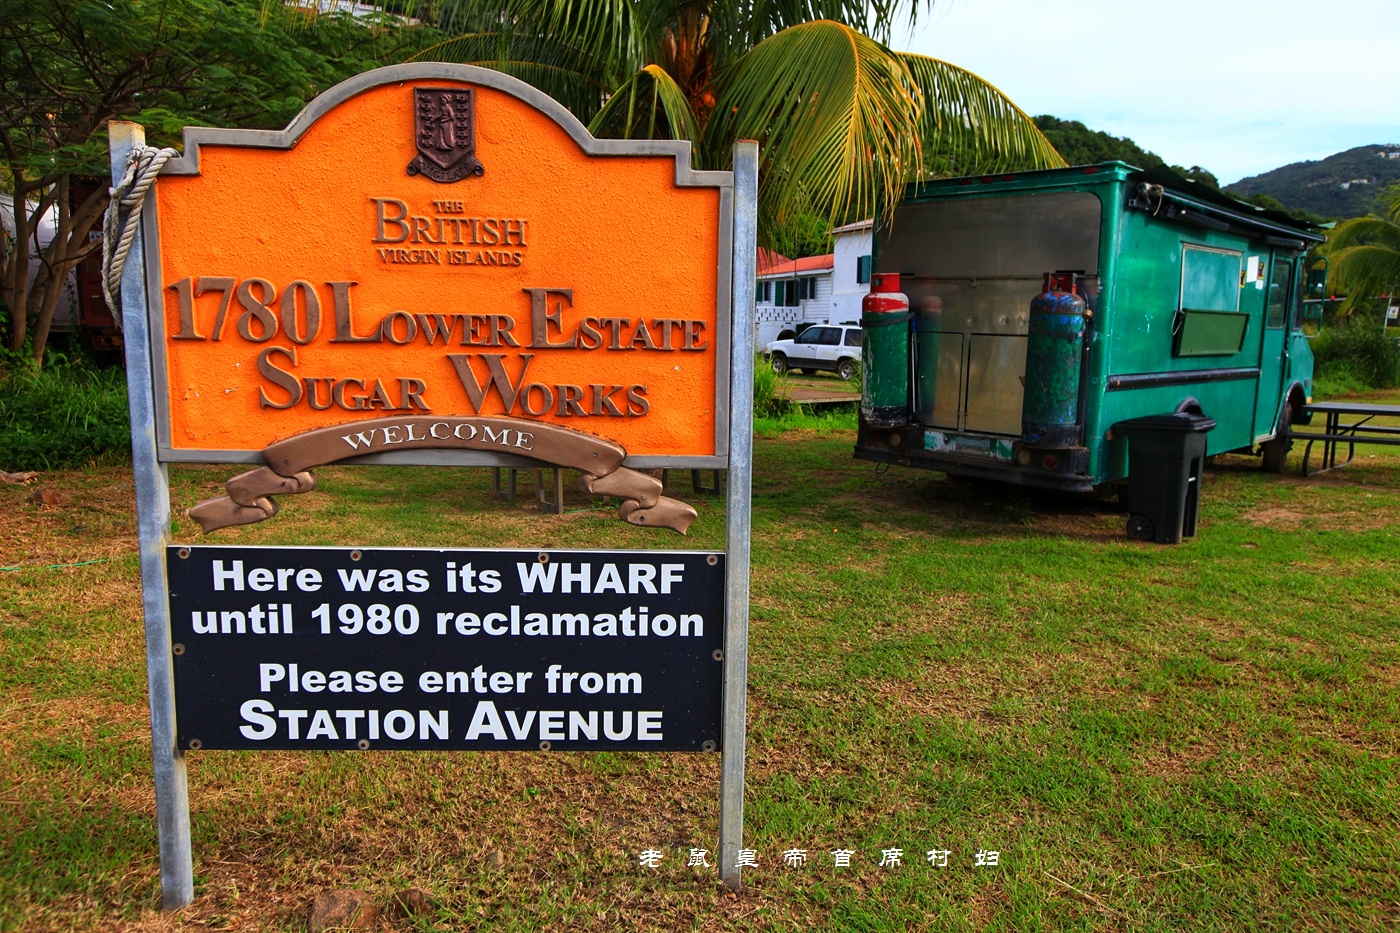 VIGILATE
THE
BRITISH
VIRGIN ISLANDS
1780 LOWER ESTATE
SUGAR WORKS
WELCOME
Here was its WHARF
until 1980 reclamation
Please enter from
STATION AVENUE
老鼠皇帝首席村妇